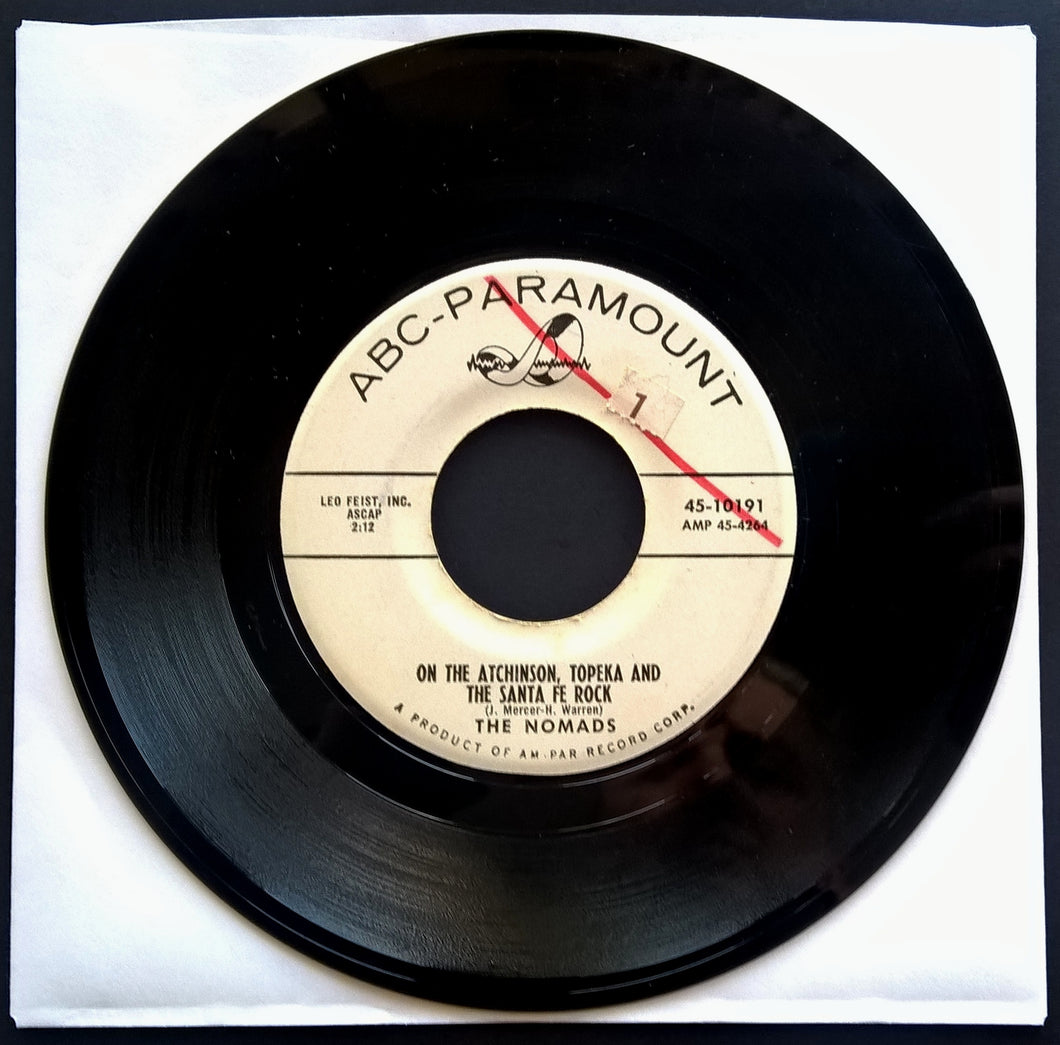 ABC-PARAMOUNT
1
LEO FEIST, INC.
ASCAP
2:12
45-10191
AMP 45-4264
ON THE ATCHINSON, TOPEKA AND
THE SANTA FE ROCK
(J. Mercer-H. Warren)
THE NOMADS
A PRODUCT OF AM-PAR RECORD CORP.